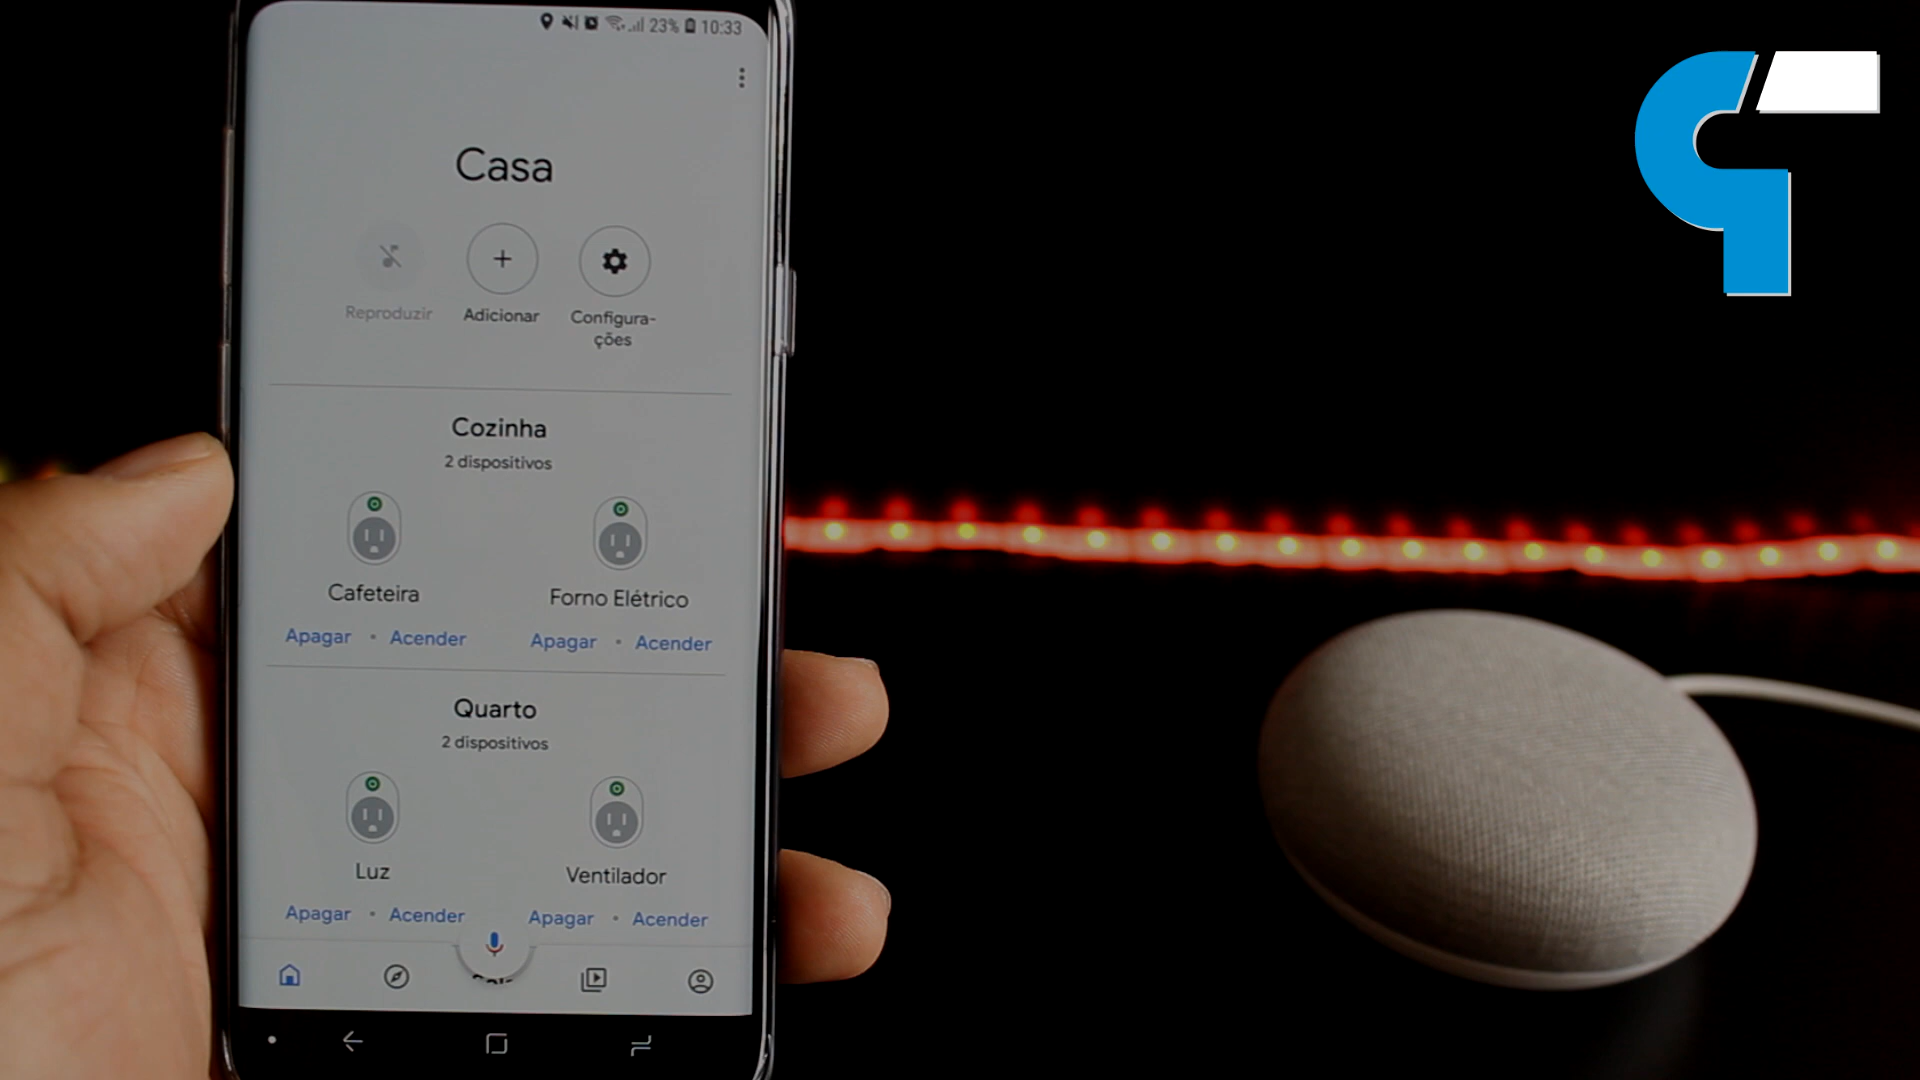 23% 10:33
Casa
Reproduzir Adicionar Configura-
ções
Cozinha
2 dispositivos
Cafeteira Forno Elétrico
Apagar • Acender Apagar • Acender
Quarto
2 dispositivos
Luz Ventilador
Apagar • Acender Apagar • Acender